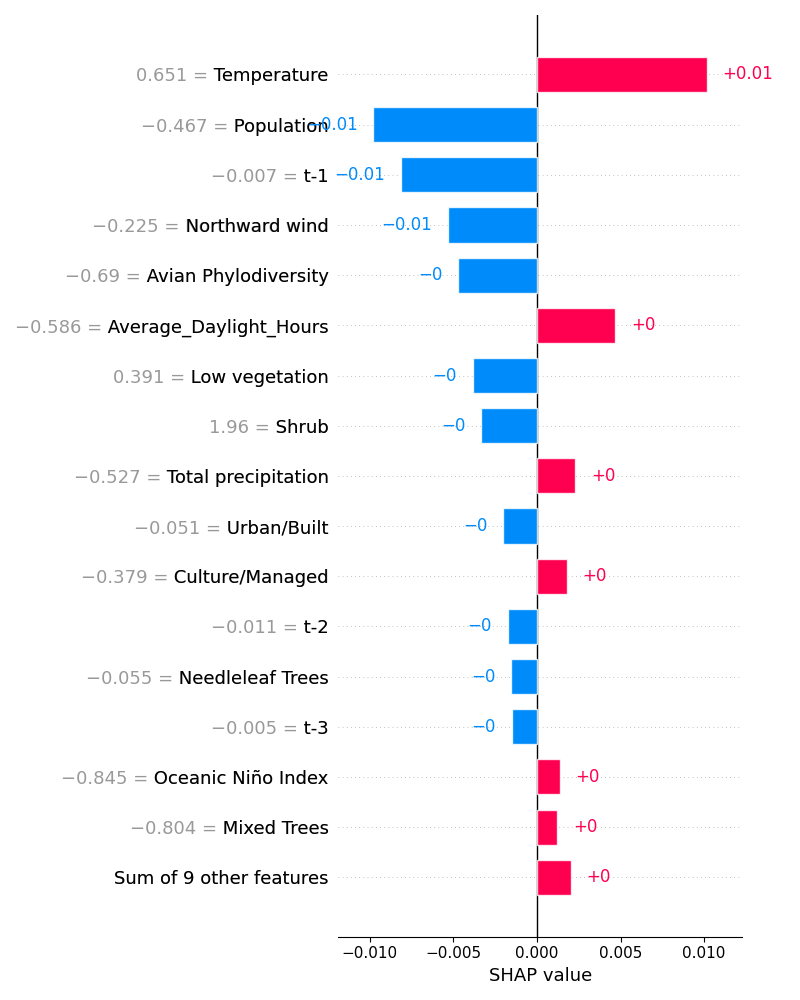 0.651 = Temperature +0.01
−0.467 = Population −0.01
−0.007 = t-1 −0.01
−0.225 = Northward wind −0.01
−0.69 = Avian Phylodiversity −0
−0.586 = Average_Daylight_Hours +0
0.391 = Low vegetation −0
1.96 = Shrub −0
−0.527 = Total precipitation +0
−0.051 = Urban/Built −0
−0.379 = Culture/Managed +0
−0.011 = t-2 −0
−0.055 = Needleleaf Trees −0
−0.005 = t-3 −0
−0.845 = Oceanic Niño Index +0
−0.804 = Mixed Trees +0
Sum of 9 other features +0
−0.010 −0.005 0.000 0.005 0.010
SHAP value